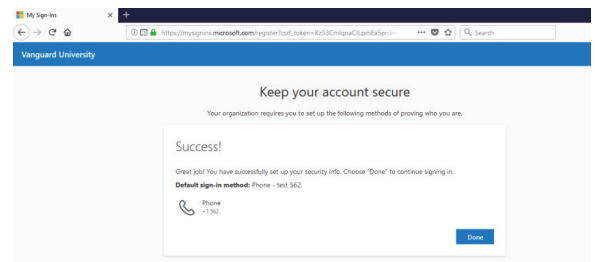 My Sign-Ins
https://mysignins.microsoft.com/register?csrf_token=
Search
Vanguard University
Keep your account secure
Your organization requires you to set up the following methods of proving who you are.
Success!
Great job! You have successfully set up your security info. Choose "Done" to continue signing in.
Default sign-in method: Phone - text 562.
Phone
+1 562.
Done